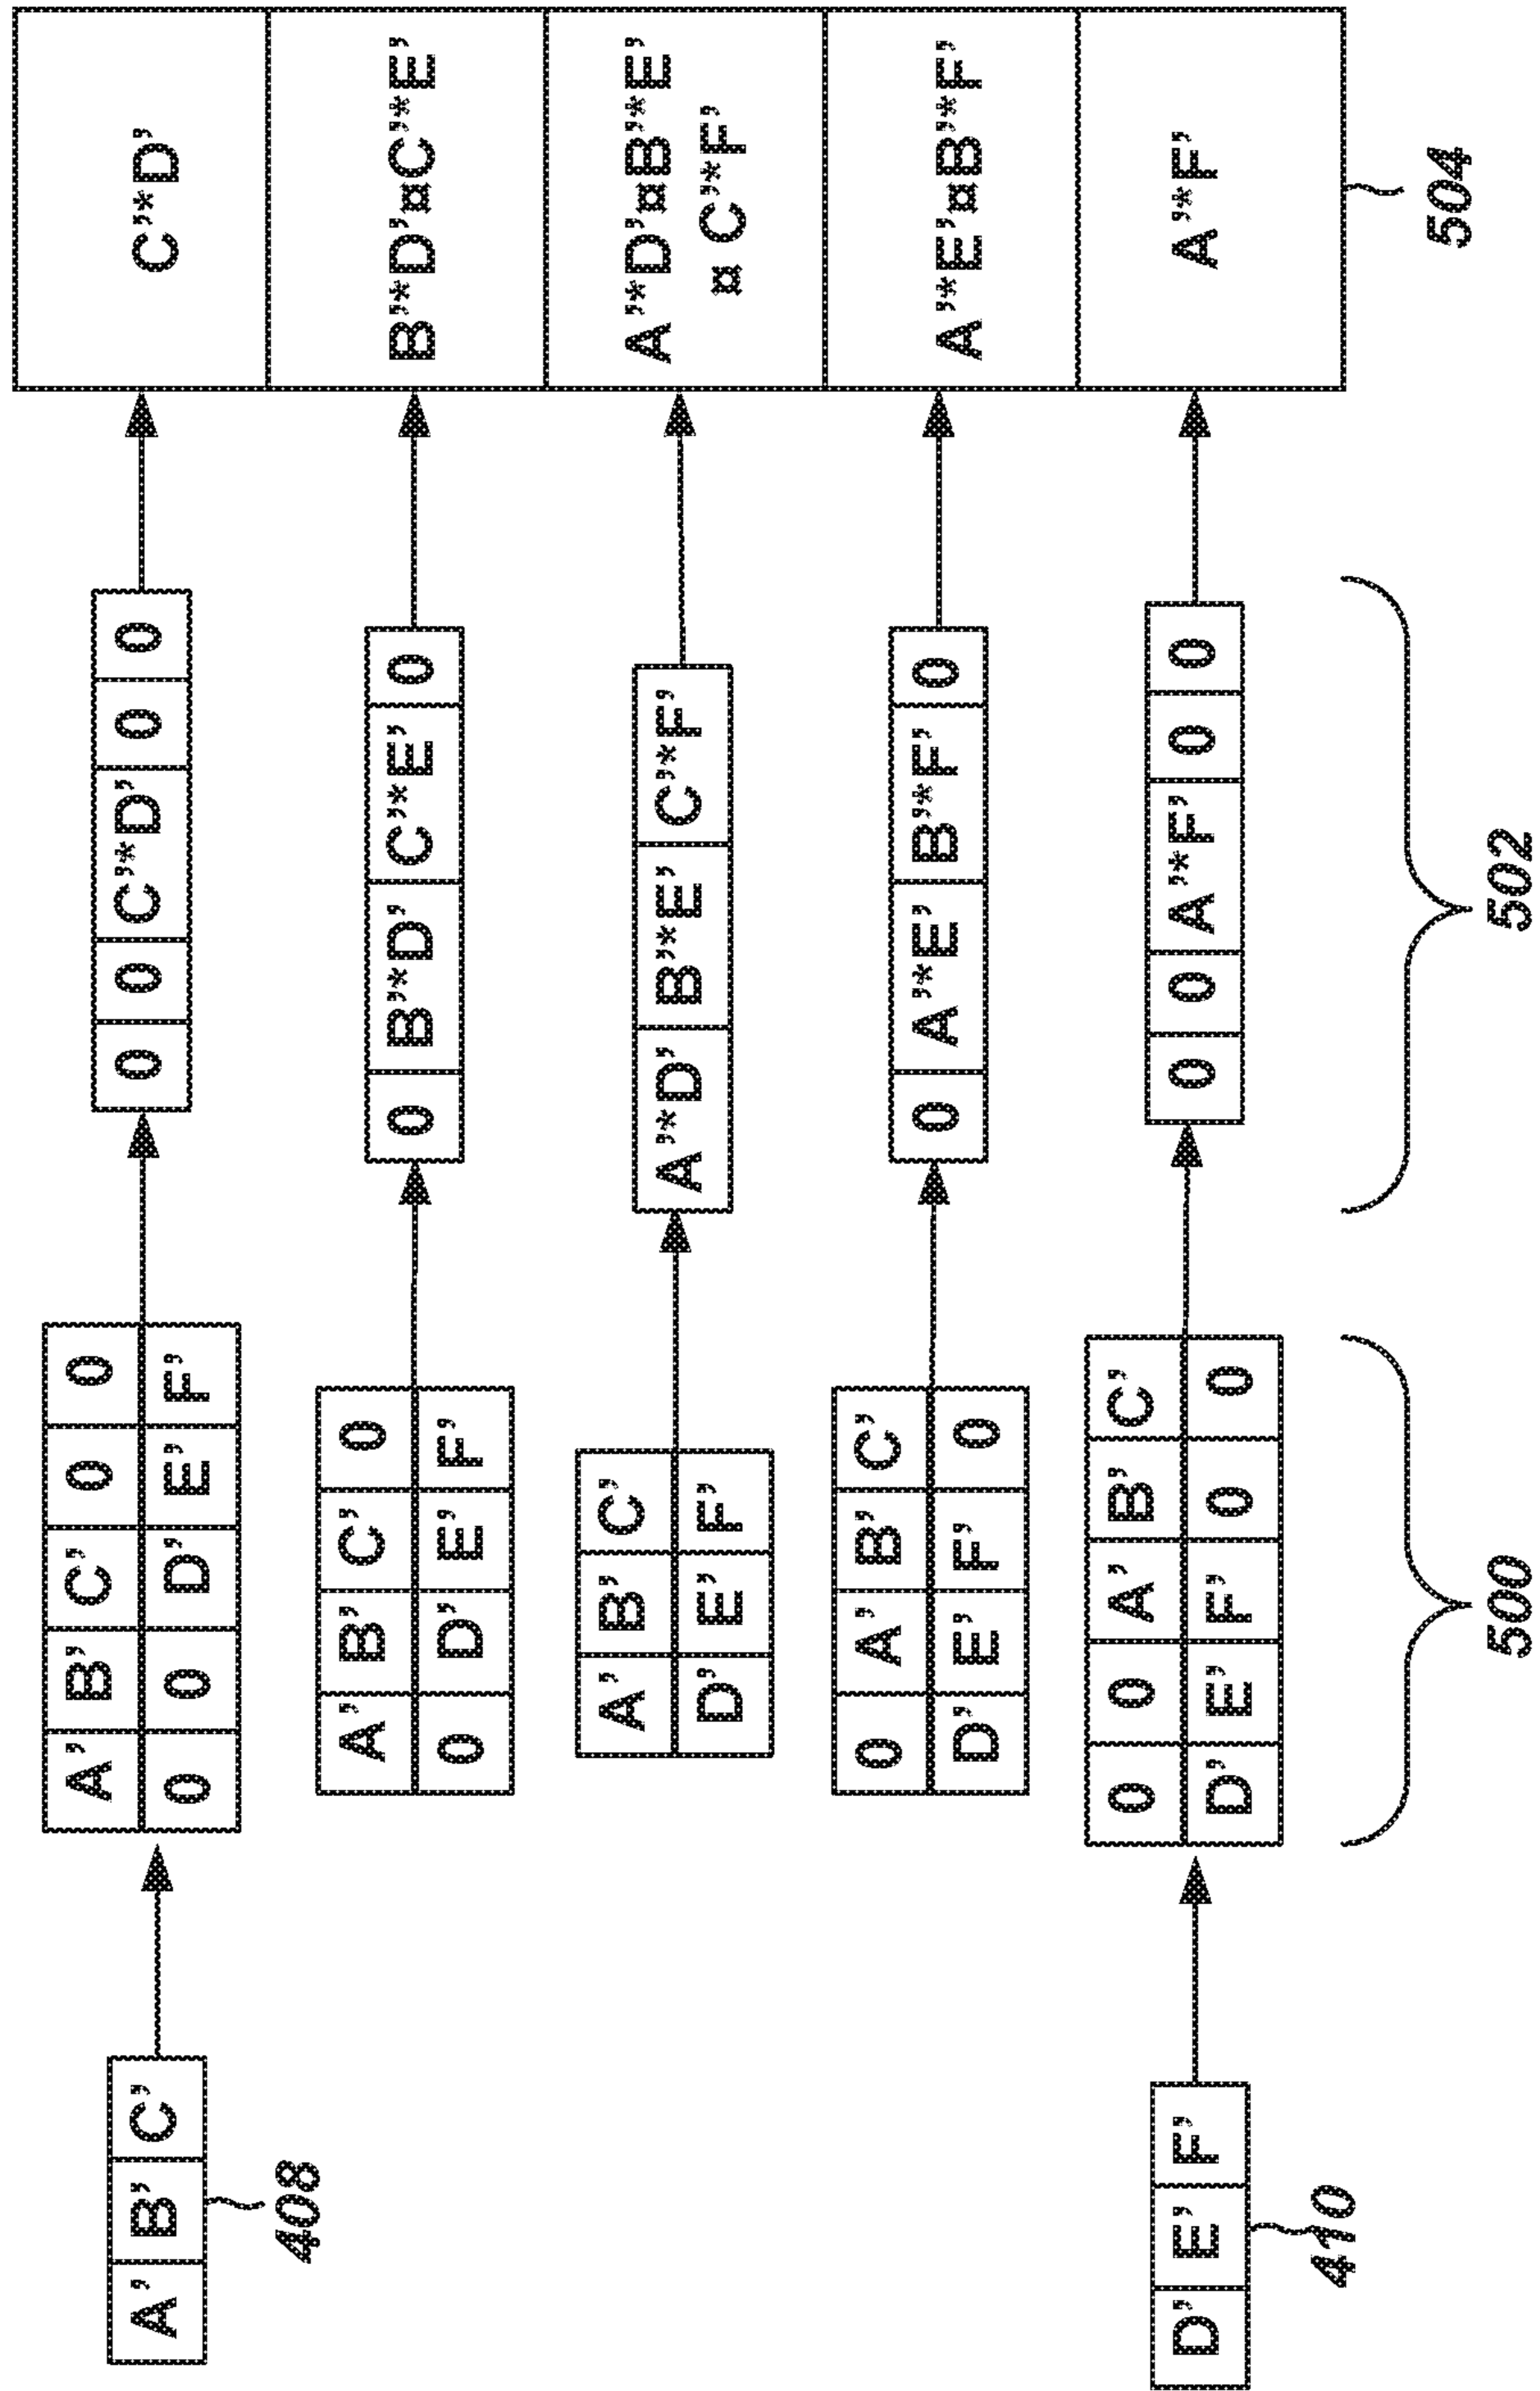 A' B' C'
408
D' E' F'
410
A' B' C' 0 0
0 0 D' E' F'
A' B' C' 0
0 D' E' F'
A' B' C'
D' E' F'
0 A' B' C'
D' E' F' 0
0 0 A' B' C'
D' E' F' 0 0
500
0 0 C'*D' 0 0
0 B'*D' C'*E' 0
A'*D' B'*E' C'*F'
0 A'*E' B'*F' 0
0 0 A'*F' 0 0
502
C'*D'
B'*D'¤C'*E'
A'*D'¤B'*E'
¤ C'*F'
A'*E'¤B'*F'
A'*F'
504